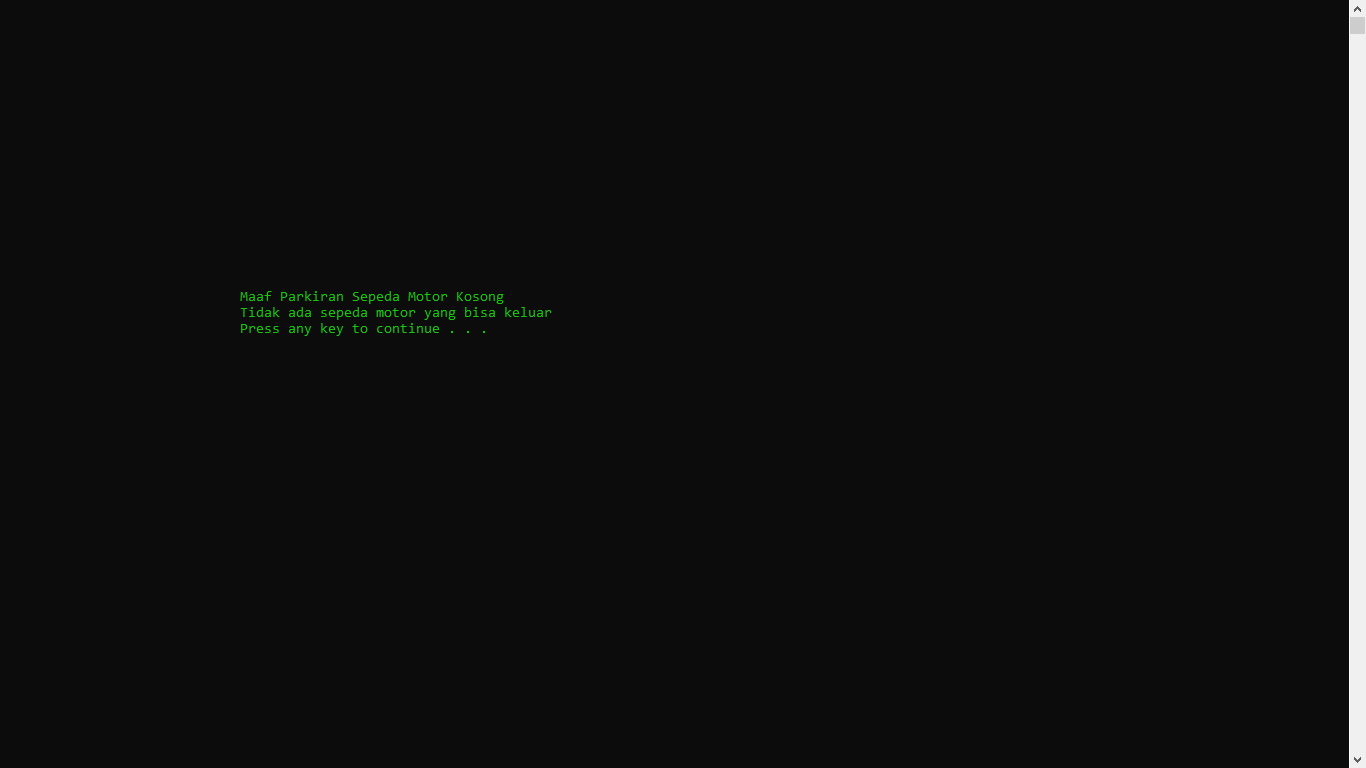 Maaf Parkiran Sepeda Motor Kosong
Tidak ada sepeda motor yang bisa keluar
Press any key to continue . . .